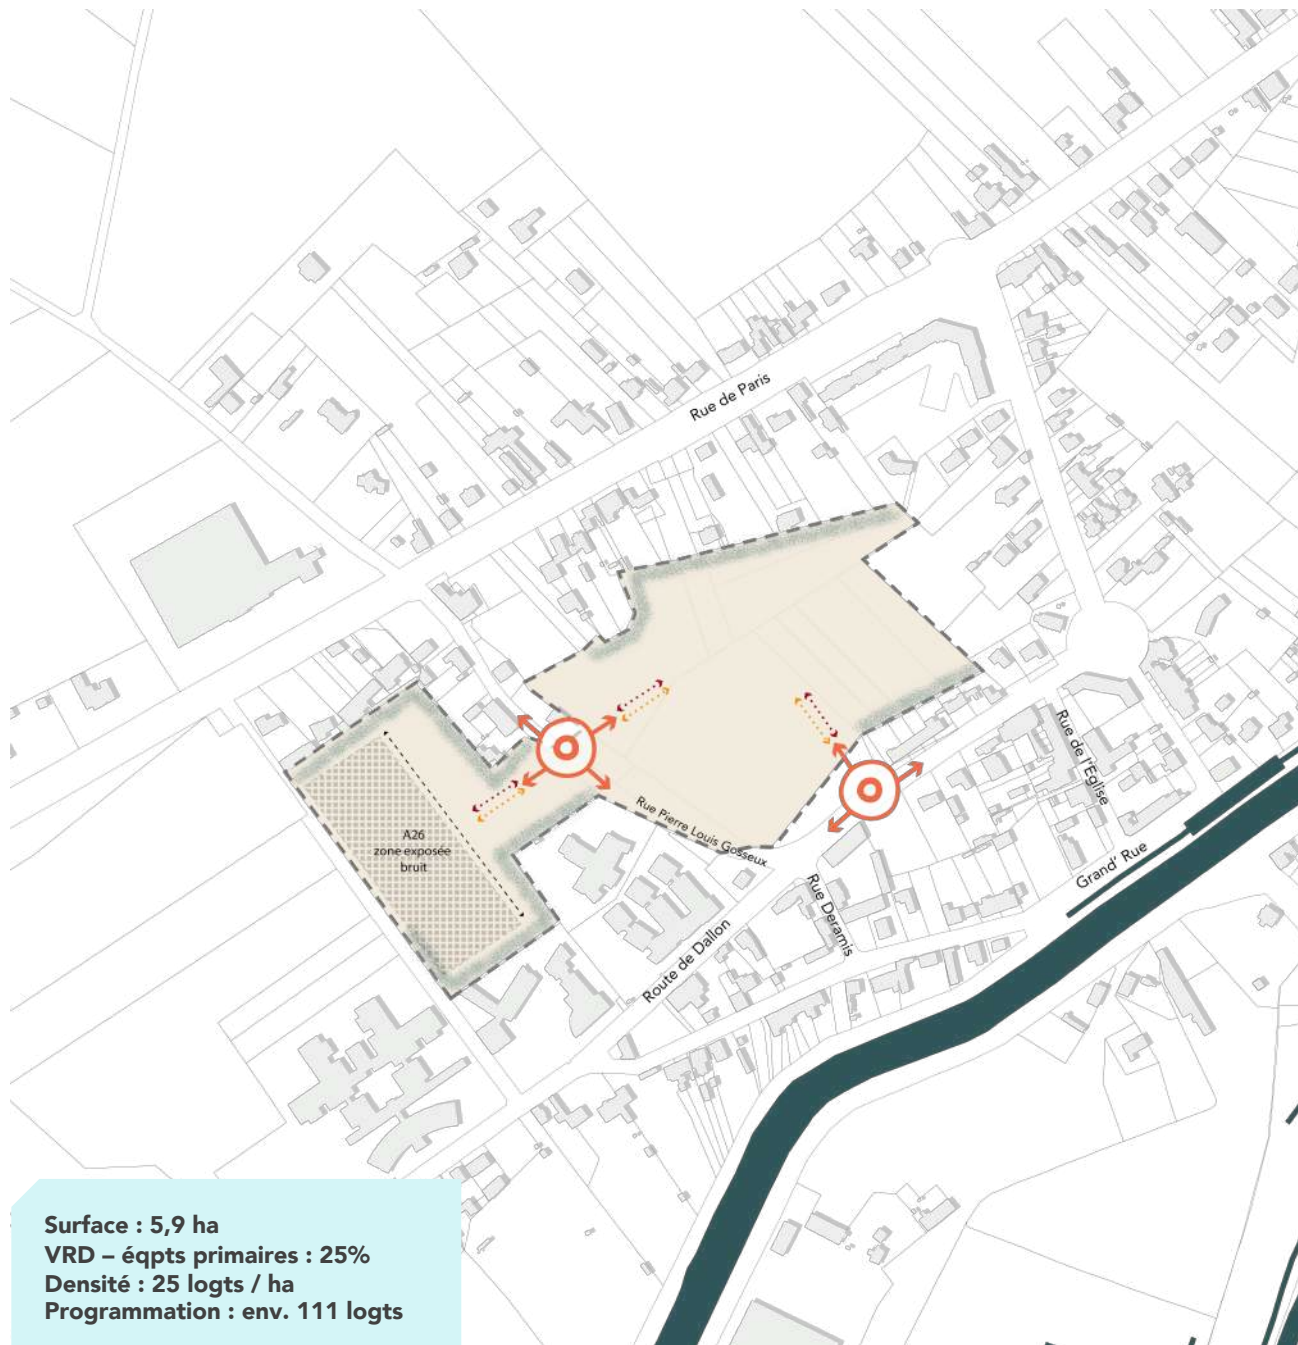 Rue de Paris
A26
zone exposée
bruit
Rue Pierre Louis Gosseux
Rue de l'Eglise
Grand' Rue
Rue Deramis
Route de Dallon
Surface : 5,9 ha
VRD – éqpts primaires : 25%
Densité : 25 logts / ha
Programmation : env. 111 logts